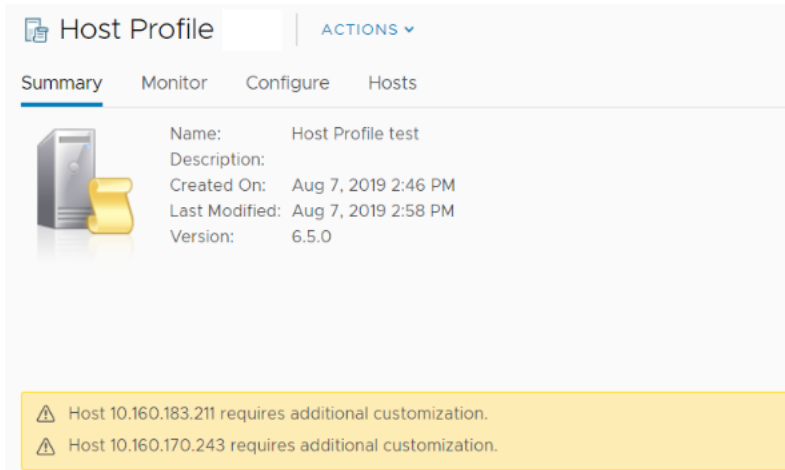 Host Profile
ACTIONS
Summary Monitor Configure Hosts
Name: Host Profile test
Description:
Created On: Aug 7, 2019 2:46 PM
Last Modified: Aug 7, 2019 2:58 PM
Version: 6.5.0
Host 10.160.183.211 requires additional customization.
Host 10.160.170.243 requires additional customization.